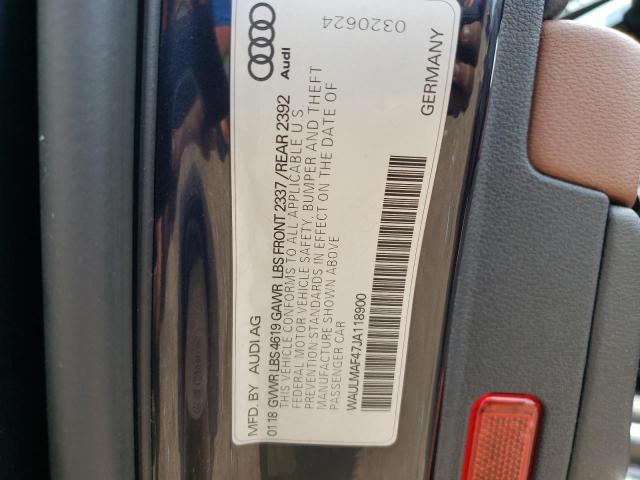 MFD. BY AUDI AG
Audi
0118 GVWR LBS 4619 GAWR LBS FRONT 2337 / REAR 2392
THIS VEHICLE CONFORMS TO ALL APPLICABLE U S
FEDERAL MOTOR VEHICLE SAFETY, BUMPER AND THEFT
PREVENTION STANDARDS IN EFFECT ON THE DATE OF
MANUFACTURE SHOWN ABOVE
PASSENGER CAR
WAULMAF47JA118900
0320624
GERMANY